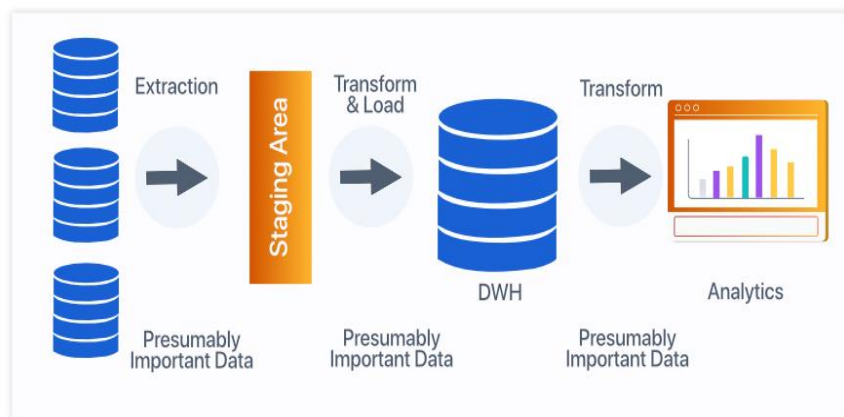 Extraction
Staging Area
Transform
& Load
Transform
DWH
Analytics
Presumably
Important Data
Presumably
Important Data
Presumably
Important Data